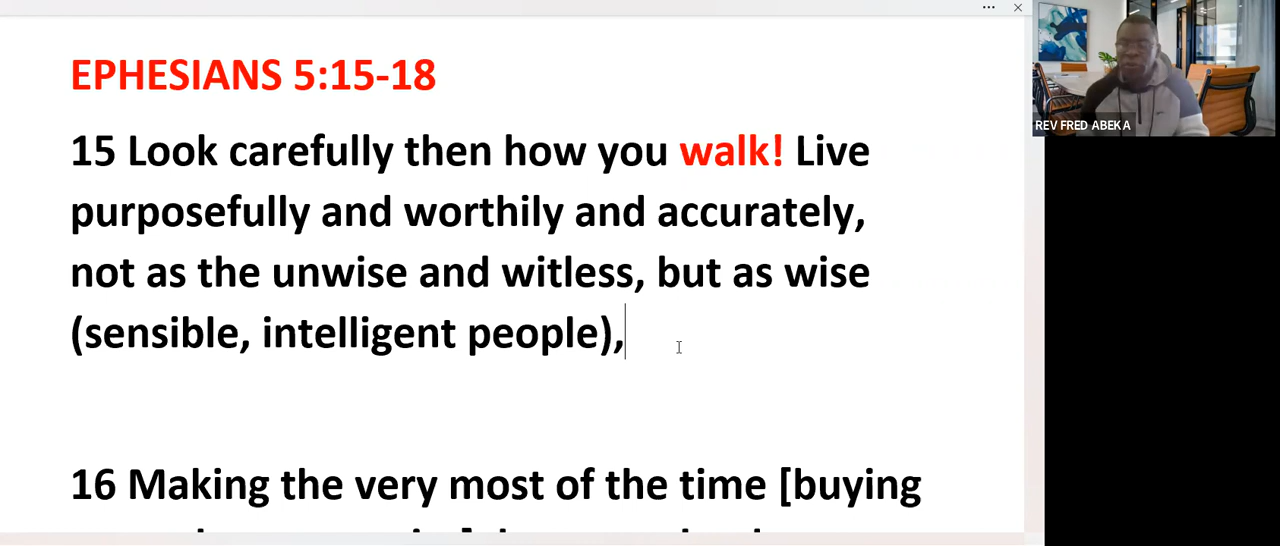 EPHESIANS 5:15-18
15 Look carefully then how you walk! Live
purposefully and worthily and accurately,
not as the unwise and witless, but as wise
(sensible, intelligent people),
16 Making the very most of the time [buying
REV FRED ABEKA